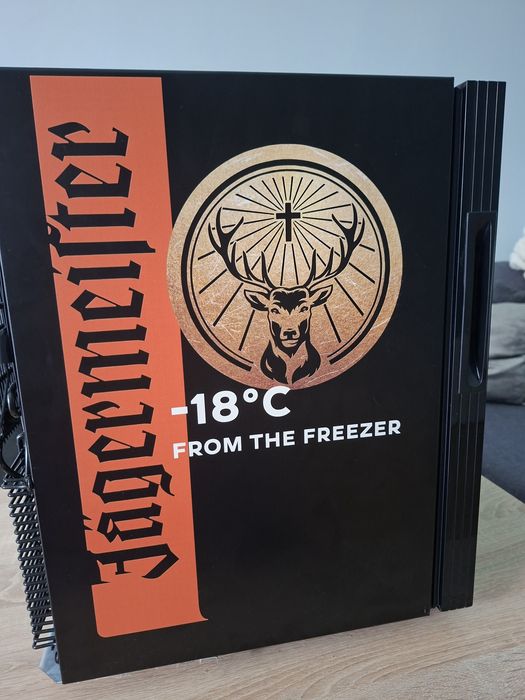 Jägermeiſter
-18°C
FROM THE FREEZER